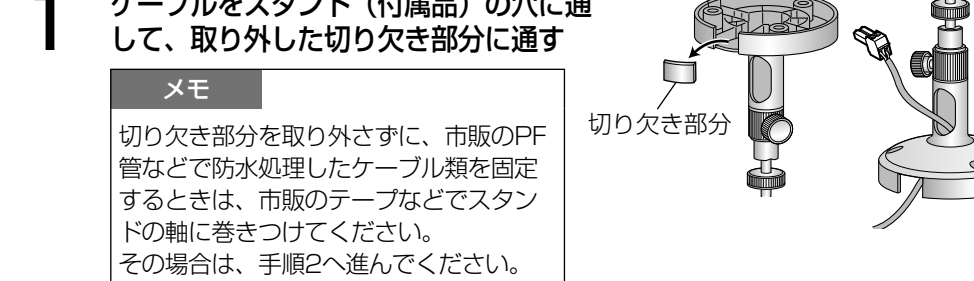 1
ケーブルをスタンド（付属品）の穴に通
して、取り外した切り欠き部分に通す
メモ
切り欠き部分を取り外さずに、市販のPF
管などで防水処理したケーブル類を固定
するときは、市販のテープなどでスタン
ドの軸に巻きつけてください。
その場合は、手順2へ進んでください。
切り欠き部分